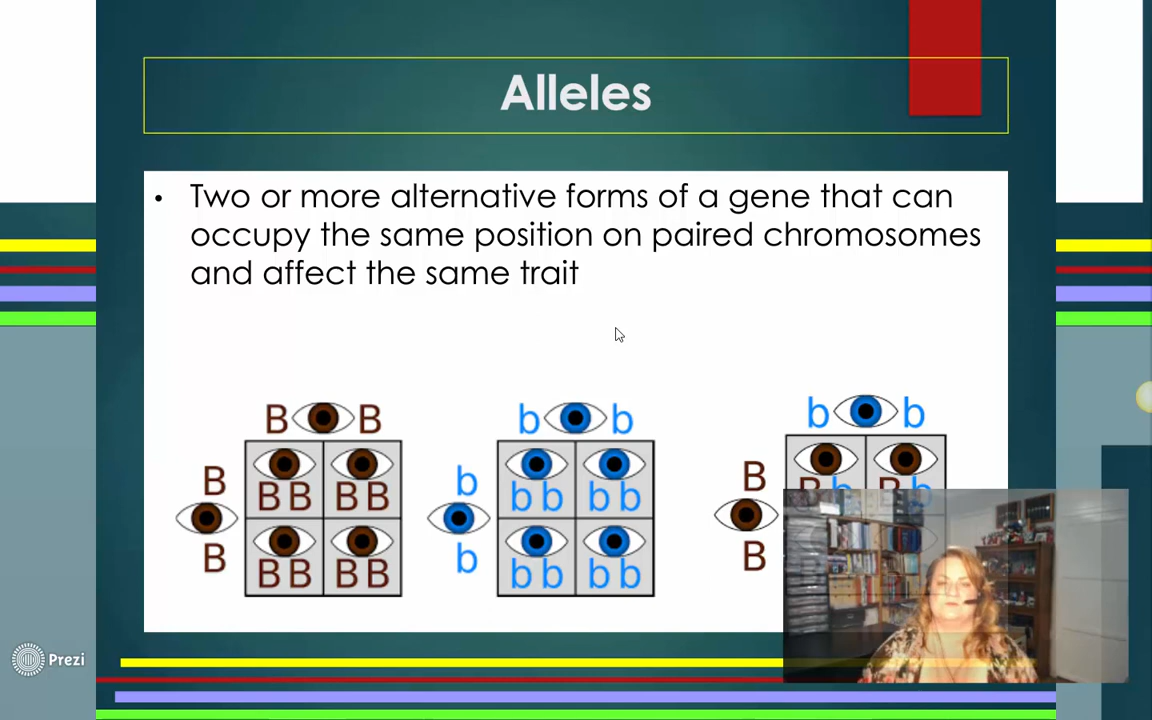 Alleles
• Two or more alternative forms of a gene that can
occupy the same position on paired chromosomes
and affect the same trait
B B
B
B
B B B B
B B B B
b b
b
b
b b b b
b b b b
b b
B
B
B b B b
Prezi